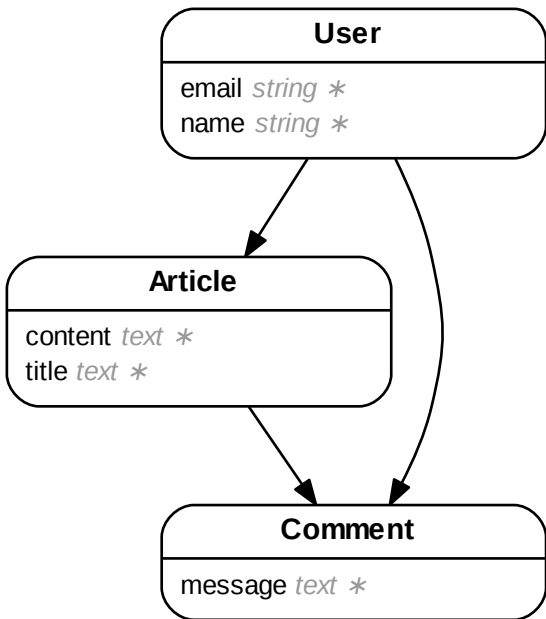 User
email string ∗
name string ∗
Article
content text ∗
title text ∗
Comment
message text ∗